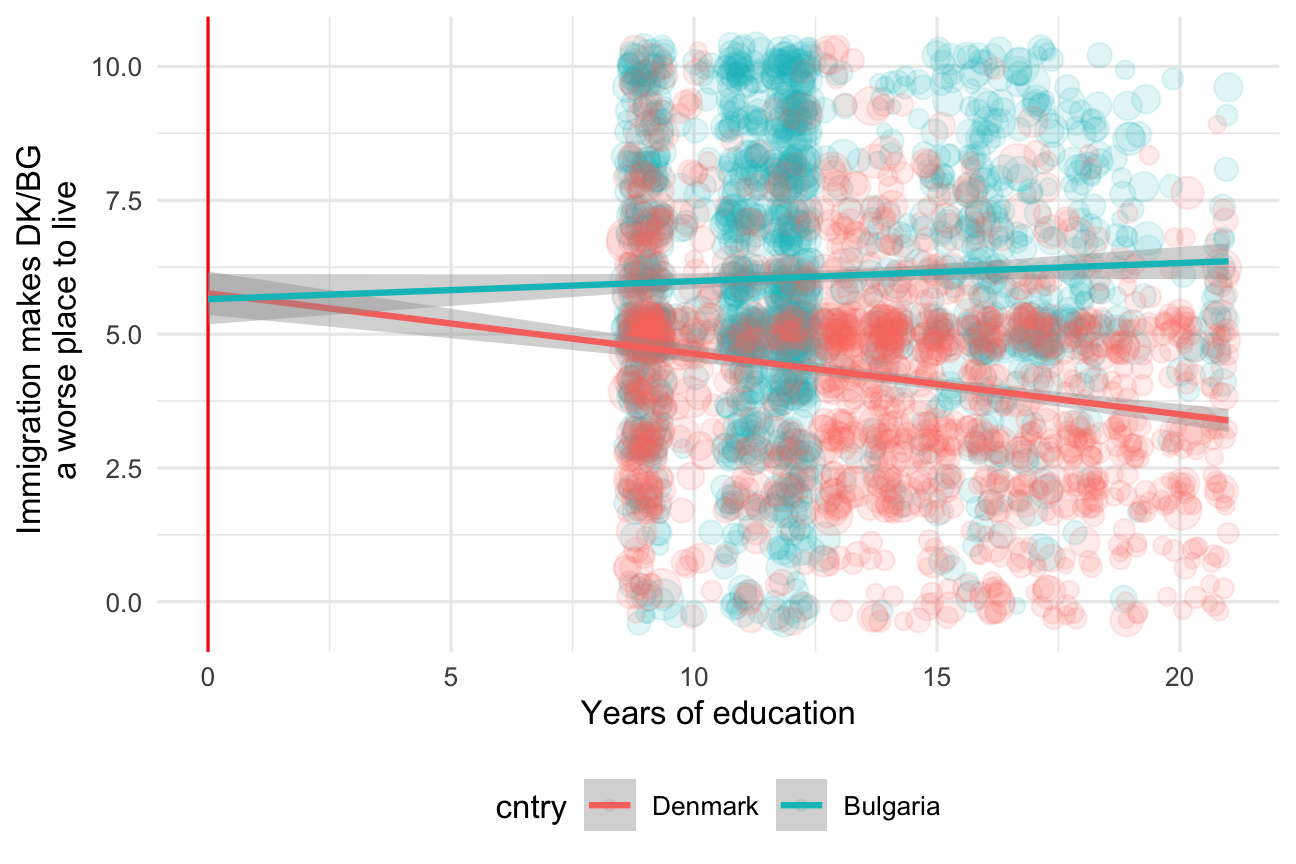 Immigration makes DK/BG
a worse place to live
10.0
7.5
5.0
2.5
0.0
0 5 10 15 20
Years of education
cntry Denmark Bulgaria